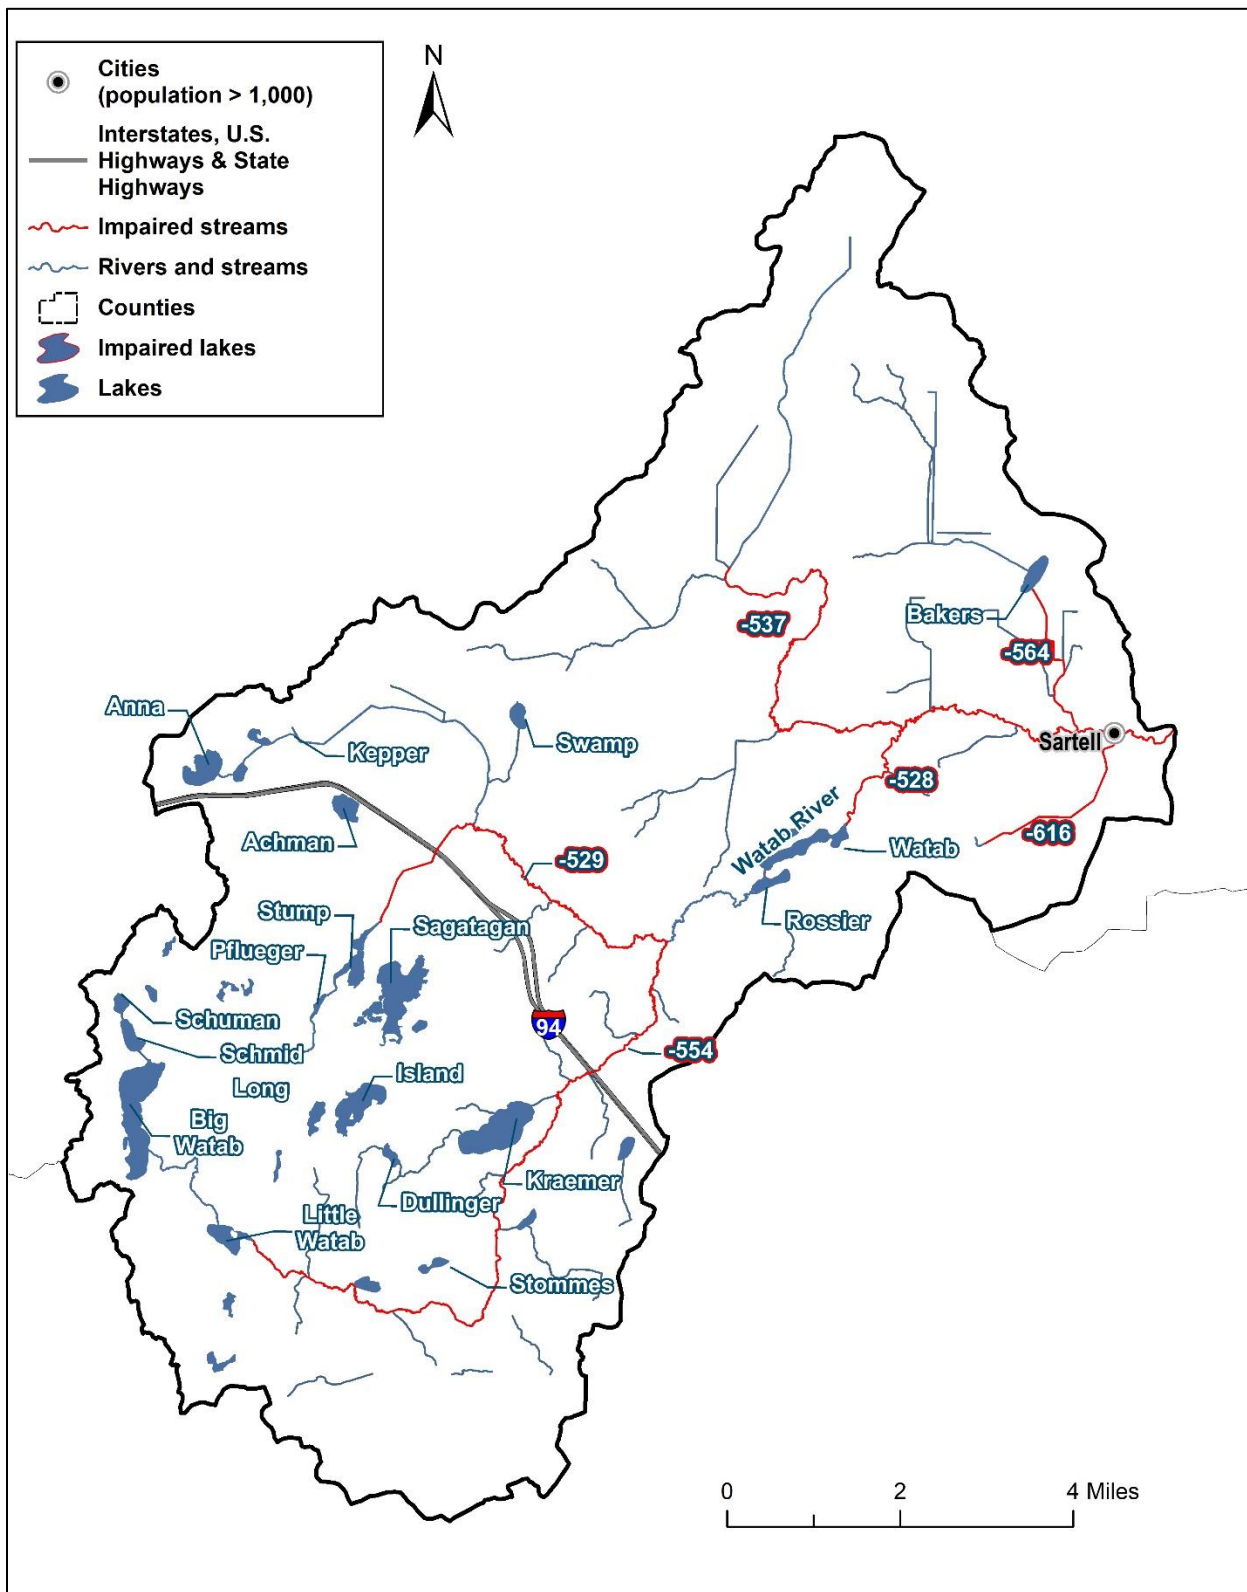 Cities
(population > 1,000)
Interstates, U.S.
Highways & State
Highways
Impaired streams
Rivers and streams
Counties
Impaired lakes
Lakes
N
-537
Bakers
-564
Anna
Kepper
Swamp
Sartell
-528
Achman
Watab River
-616
Watab
-529
Stump
Sagatagan
Rossier
Pflueger
Schuman
94
Schmid
-554
Long
Island
Big
Watab
Kraemer
Dullinger
Little
Watab
Stommes
0 2 4 Miles